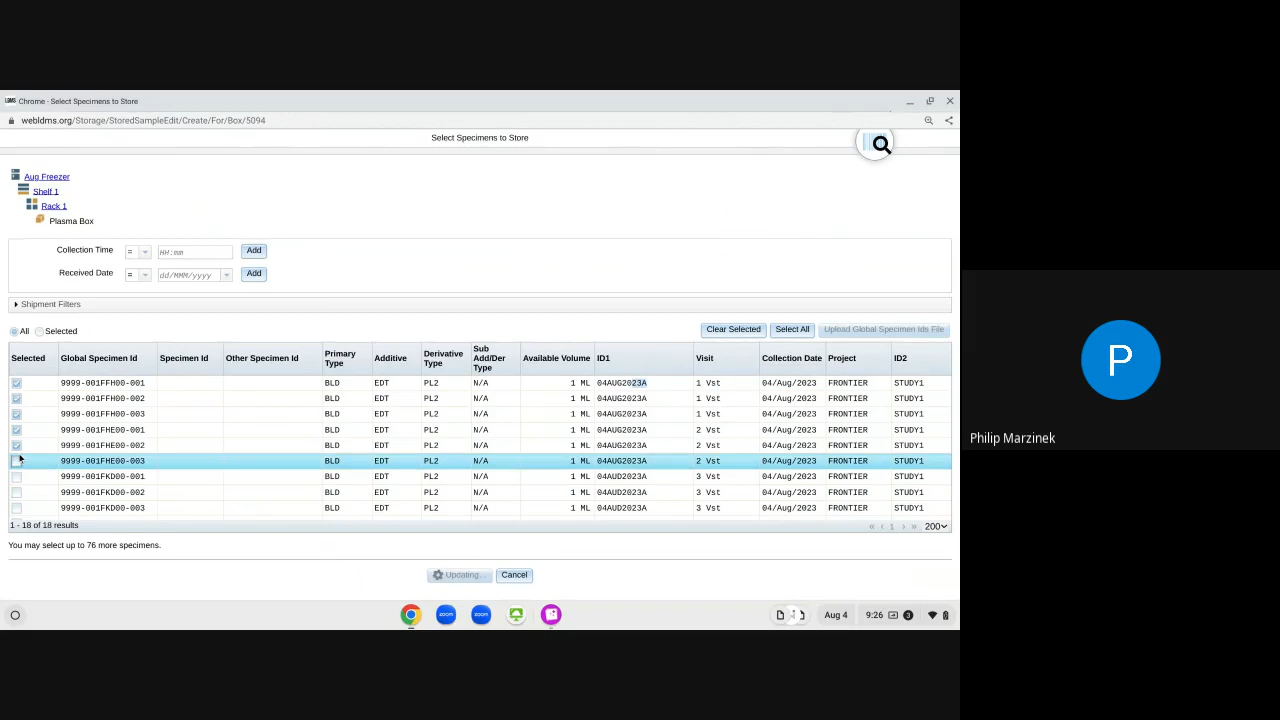 LDMS Chrome - Select Specimens to Store
webldms.org/Storage/StoredSampleEdit/Create/For/Box/5094
Select Specimens to Store
Aug Freezer
Shelf 1
Rack 1
Plasma Box
Collection Time = HH:mm Add
Received Date = dd/MMM/yyyy Add
Shipment Filters
All Selected Clear Selected Select All Upload Global Specimen Ids File
Selected Global Specimen Id Specimen Id Other Specimen Id Primary Type Additive Derivative Type Sub Add/Der Type Available Volume ID1 Visit Collection Date Project ID2
9999-001FFH00-001 BLD EDT PL2 N/A 1 ML 04AUG2023A 1 Vst 04/Aug/2023 FRONTIER STUDY1
9999-001FFH00-002 BLD EDT PL2 N/A 1 ML 04AUG2023A 1 Vst 04/Aug/2023 FRONTIER STUDY1
9999-001FFH00-003 BLD EDT PL2 N/A 1 ML 04AUG2023A 1 Vst 04/Aug/2023 FRONTIER STUDY1
9999-001FHE00-001 BLD EDT PL2 N/A 1 ML 04AUG2023A 2 Vst 04/Aug/2023 FRONTIER STUDY1
9999-001FHE00-002 BLD EDT PL2 N/A 1 ML 04AUG2023A 2 Vst 04/Aug/2023 FRONTIER STUDY1
9999-001FHE00-003 BLD EDT PL2 N/A 1 ML 04AUG2023A 2 Vst 04/Aug/2023 FRONTIER STUDY1
9999-001FKD00-001 BLD EDT PL2 N/A 1 ML 04AUD2023A 3 Vst 04/Aug/2023 FRONTIER STUDY1
9999-001FKD00-002 BLD EDT PL2 N/A 1 ML 04AUD2023A 3 Vst 04/Aug/2023 FRONTIER STUDY1
9999-001FKD00-003 BLD EDT PL2 N/A 1 ML 04AUD2023A 3 Vst 04/Aug/2023 FRONTIER STUDY1
1 - 18 of 18 results « ‹ 1 › » 200
You may select up to 76 more specimens.
Updating... Cancel
zoom zoom Aug 4 9:26 3
P
Philip Marzinek